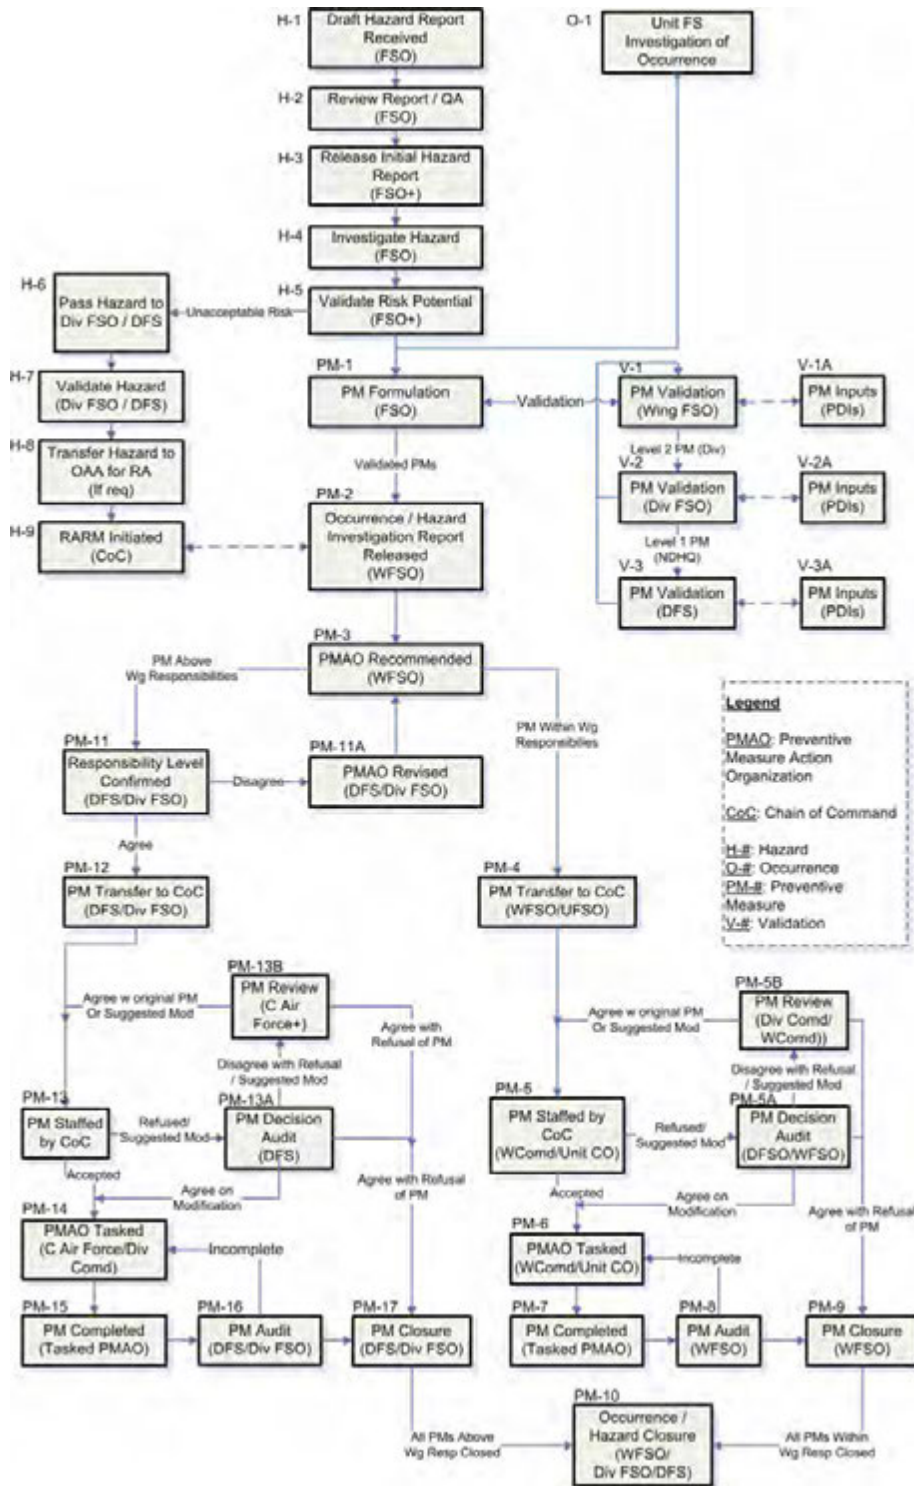 H-1
Draft Hazard Report
Received
(FSO)
O-1
Unit FS
Investigation of
Occurrence
H-2
Review Report / QA
(FSO)
H-3
Release Initial Hazard
Report
(FSO+)
H-4
Investigate Hazard
(FSO)
H-5
Validate Risk Potential
(FSO+)
Unacceptable Risk
H-6
Pass Hazard to
Div FSO / DFS
H-7
Validate Hazard
(Div FSO / DFS)
H-8
Transfer Hazard to
OAA for RA
(If req)
H-9
RARM Initiated
(CoC)
PM-1
PM Formulation
(FSO)
Validation
V-1
PM Validation
(Wing FSO)
V-1A
PM Inputs
(PDIs)
Level 2 PM (Div)
V-2
PM Validation
(Div FSO)
V-2A
PM Inputs
(PDIs)
Level 1 PM
(NDHQ)
V-3
PM Validation
(DFS)
V-3A
PM Inputs
(PDIs)
Validated PMs
PM-2
Occurrence / Hazard
Investigation Report
Released
(WFSO)
PM-3
PMAO Recommended
(WFSO)
PM Above
Wg Responsibilities
PM Within Wg
Responeibilies
PM-11
Responsibility Level
Confirmed
(DFS/Div FSO)
Disagree
PM-11A
PMAO Revised
(DFS/Div FSO)
Legend
PMAO: Preventive
Measure Action
Organization
CoC: Chain of Command
H-#: Hazard
O-#: Occurrence
PM-#: Preventive
Measure
V-#: Validation
Agree
PM-12
PM Transfer to CoC
(DFS/Div FSO)
PM-4
PM Transfer to CoC
(WFSO/UFSO)
PM-13B
PM Review
(C Air
Force+)
Agree w original PM
Or Suggested Mod
Agree with
Refusal of PM
Disagree with Refusal
/ Suggested Mod
PM-13
PM Staffed
by CoC
Refused/
Suggested Mod
PM-13A
PM Decision
Audit
(DFS)
Accepted
Agree on
Modification
Agree with Refusal
of PM
PM-14
PMAO Tasked
(C Air Force/Div
Comd)
Incomplete
PM-15
PM Completed
(Tasked PMAO)
PM-16
PM Audit
(DFS/Div FSO)
PM-17
PM Closure
(DFS/Div FSO)
PM-5B
PM Review
(Div Comd/
WComd))
Agree w original PM
Or Suggested Mod
Disagree with Refusal
/ Suggested Mod
PM-5
PM Staffed by
CoC
(WComd/Unit CO)
Refused/
Suggested Mod
PM-5A
PM Decision
Audit
(DFSO/WFSO)
Accepted
Agree on
Modification
Agree with Refusal
of PM
PM-6
PMAO Tasked
(WComd/Unit CO)
Incomplete
PM-7
PM Completed
(Tasked PMAO)
PM-8
PM Audit
(WFSO)
PM-9
PM Closure
(WFSO)
PM-10
Occurrence /
Hazard Closure
(WFSO/
Div FSO/DFS)
All PMs Above
Wg Resp Closed
All PMs Within
Wg Resp Closed